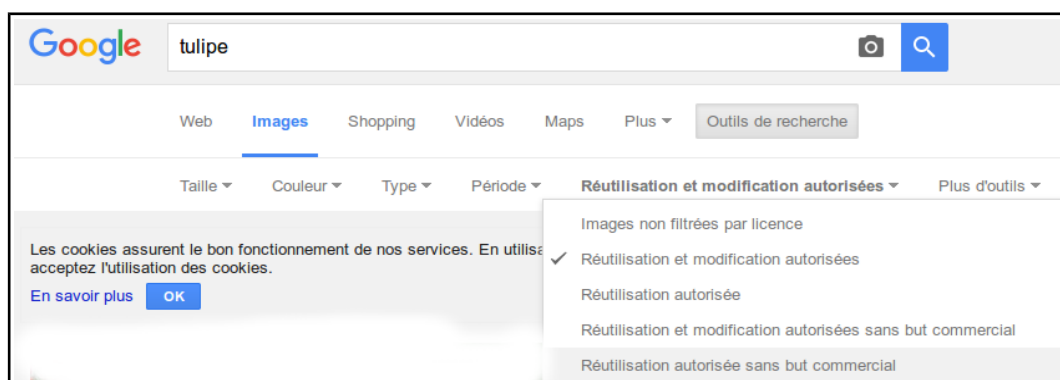 Google tulipe
Web Images Shopping Vidéos Maps Plus Outils de recherche
Taille Couleur Type Période Réutilisation et modification autorisées Plus d'outils
Images non filtrées par licence
Les cookies assurent le bon fonctionnement de nos services. En utilisa
Réutilisation et modification autorisées
acceptez l'utilisation des cookies.
En savoir plus OK
Réutilisation autorisée
Réutilisation et modification autorisées sans but commercial
Réutilisation autorisée sans but commercial